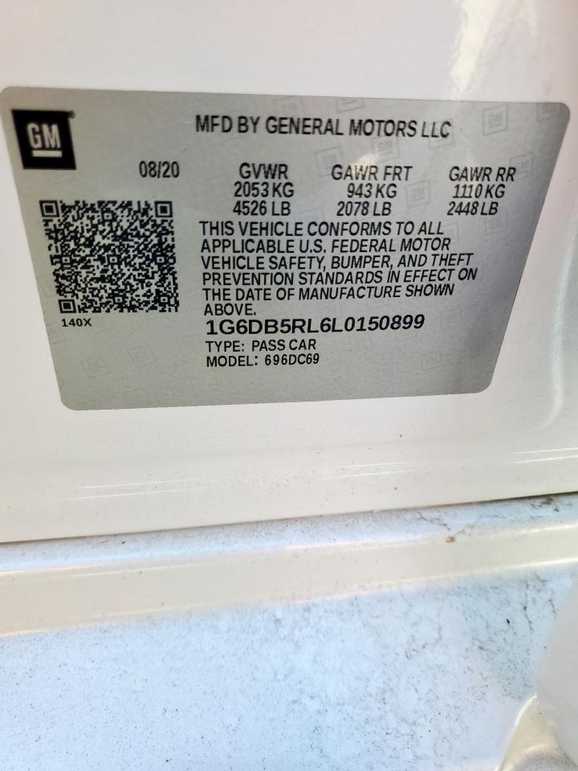 GM
MFD BY GENERAL MOTORS LLC
08/20 GVWR GAWR FRT GAWR RR
2053 KG 943 KG 1110 KG
4526 LB 2078 LB 2448 LB
THIS VEHICLE CONFORMS TO ALL
APPLICABLE U.S. FEDERAL MOTOR
VEHICLE SAFETY, BUMPER, AND THEFT
PREVENTION STANDARDS IN EFFECT ON
THE DATE OF MANUFACTURE SHOWN
ABOVE.
140X
1G6DB5RL6L0150899
TYPE: PASS CAR
MODEL: 696DC69